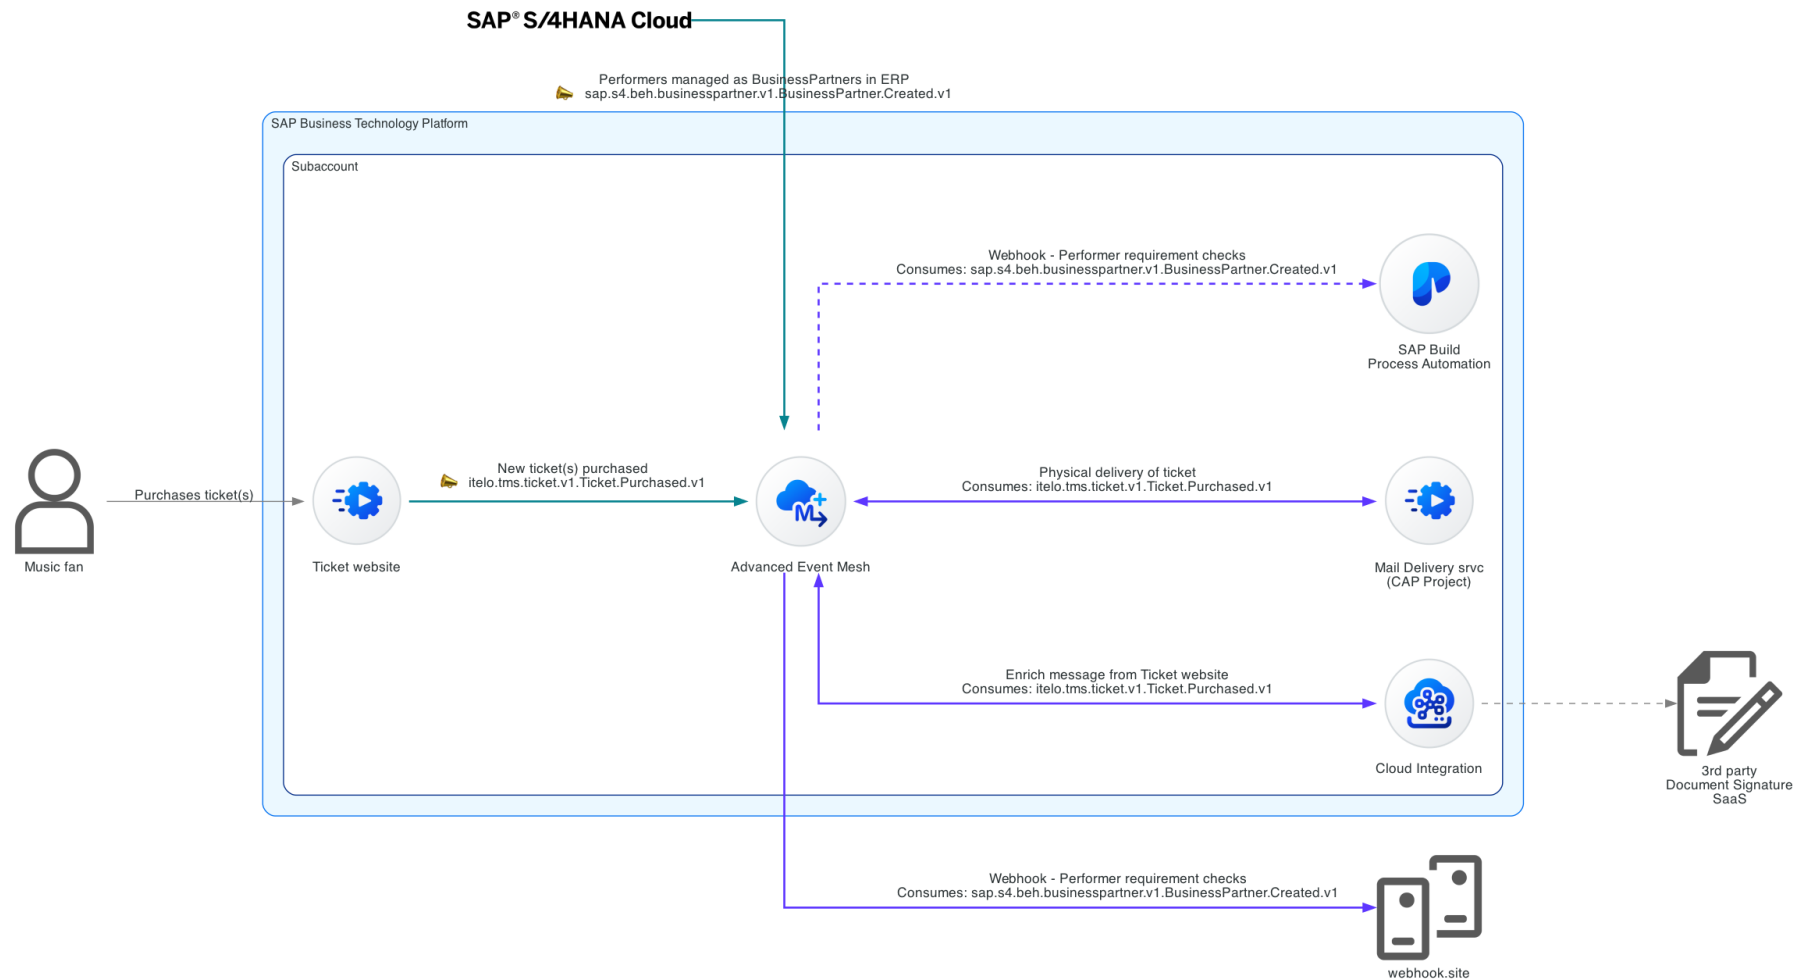 SAP® S/4HANA Cloud
Performers managed as BusinessPartners in ERP
sap.s4.beh.businesspartner.v1.BusinessPartner.Created.v1
SAP Business Technology Platform
Subaccount
Webhook - Performer requirement checks
Consumes: sap.s4.beh.businesspartner.v1.BusinessPartner.Created.v1
SAP Build
Process Automation
Purchases ticket(s)
New ticket(s) purchased
itelo.tms.ticket.v1.Ticket.Purchased.v1
Physical delivery of ticket
Consumes: itelo.tms.ticket.v1.Ticket.Purchased.v1
M
Music fan
Ticket website
Advanced Event Mesh
Mail Delivery srvc
(CAP Project)
Enrich message from Ticket website
Consumes: itelo.tms.ticket.v1.Ticket.Purchased.v1
Cloud Integration
3rd party
Document Signature
SaaS
Webhook - Performer requirement checks
Consumes: sap.s4.beh.businesspartner.v1.BusinessPartner.Created.v1
webhook.site